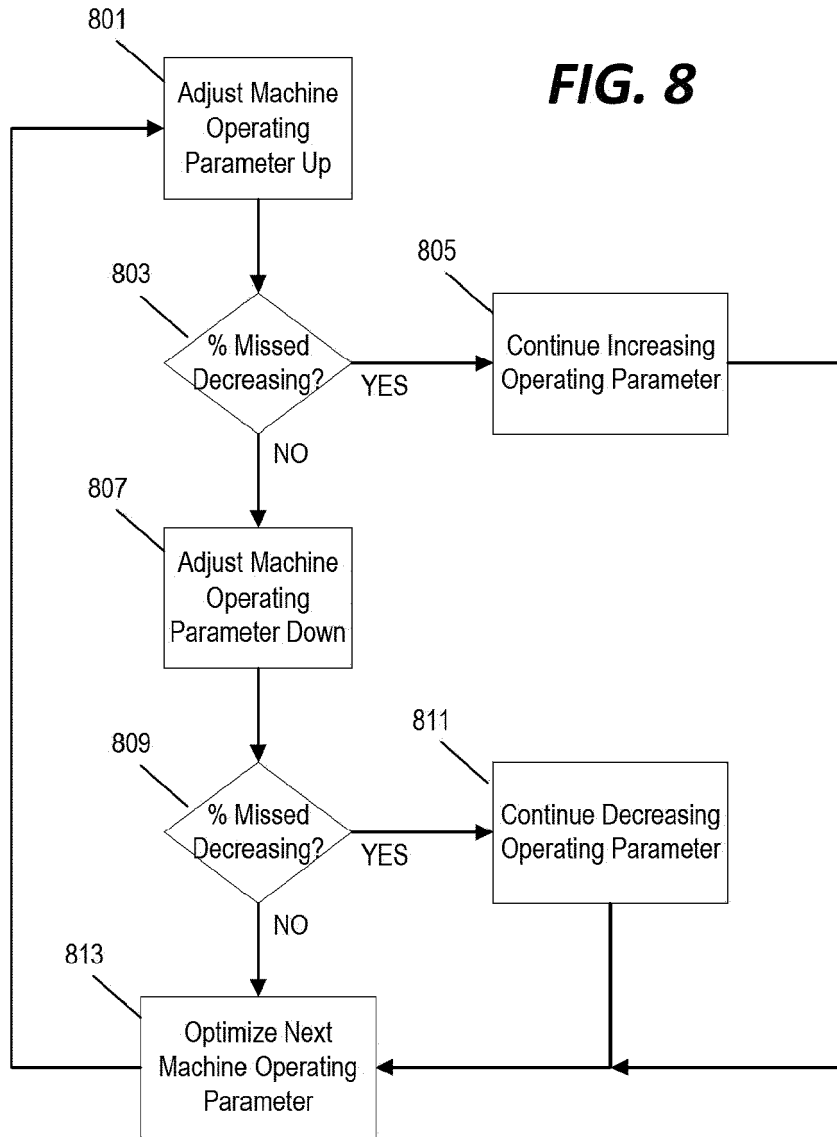 801
FIG. 8
Adjust Machine
Operating
Parameter Up
803
% Missed
Decreasing?
YES
NO
805
Continue Increasing
Operating Parameter
807
Adjust Machine
Operating
Parameter Down
809
% Missed
Decreasing?
YES
NO
811
Continue Decreasing
Operating Parameter
813
Optimize Next
Machine Operating
Parameter